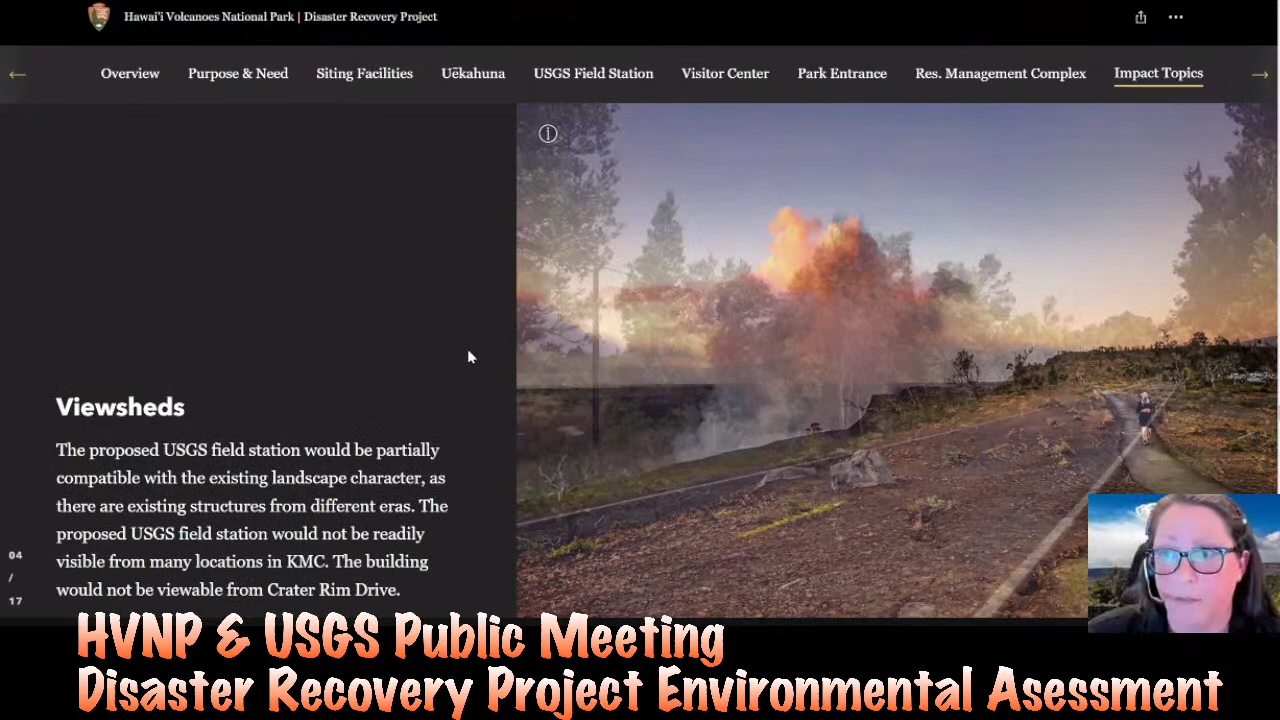 Hawai'i Volcanoes National Park | Disaster Recovery Project
Overview Purpose & Need Siting Facilities Uēkahuna USGS Field Station Visitor Center Park Entrance Res. Management Complex Impact Topics
Viewsheds
The proposed USGS field station would be partially
compatible with the existing landscape character, as
there are existing structures from different eras. The
proposed USGS field station would not be readily
visible from many locations in KMC. The building
would not be viewable from Crater Rim Drive.
04
/
17
HVNP & USGS Public Meeting
Disaster Recovery Project Environmental Asessment